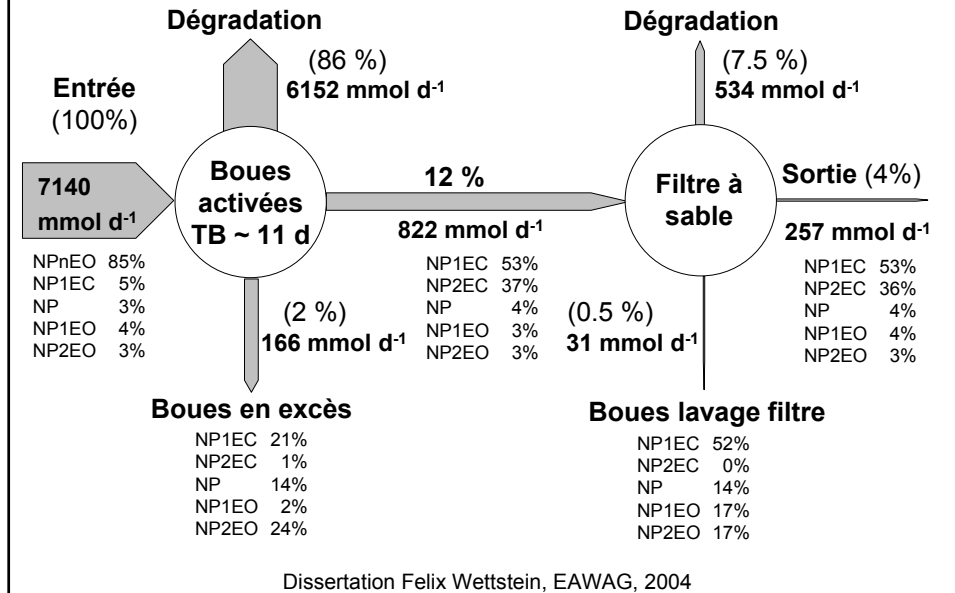 Dégradation
(86 %)
6152 mmol d-1
Entrée
(100%)
7140
mmol d-1
NPnEO 85%
NP1EC 5%
NP 3%
NP1EO 4%
NP2EO 3%
Boues
activées
TB ~ 11 d
(2 %)
166 mmol d-1
Boues en excès
NP1EC 21%
NP2EC 1%
NP 14%
NP1EO 2%
NP2EO 24%
12 %
822 mmol d-1
NP1EC 53%
NP2EC 37%
NP 4%
NP1EO 3%
NP2EO 3%
Dégradation
(7.5 %)
534 mmol d-1
Filtre à
sable
(0.5 %)
31 mmol d-1
Boues lavage filtre
NP1EC 52%
NP2EC 0%
NP 14%
NP1EO 17%
NP2EO 17%
Sortie (4%)
257 mmol d-1
NP1EC 53%
NP2EC 36%
NP 4%
NP1EO 4%
NP2EO 3%
Dissertation Felix Wettstein, EAWAG, 2004